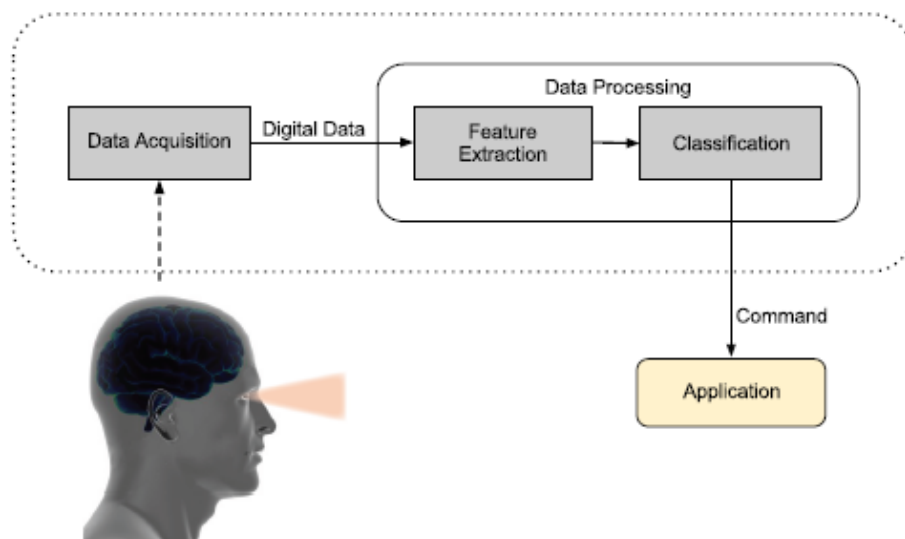 Data Processing
Data Acquisition
Digital Data
Feature
Extraction
Classification
Command
Application